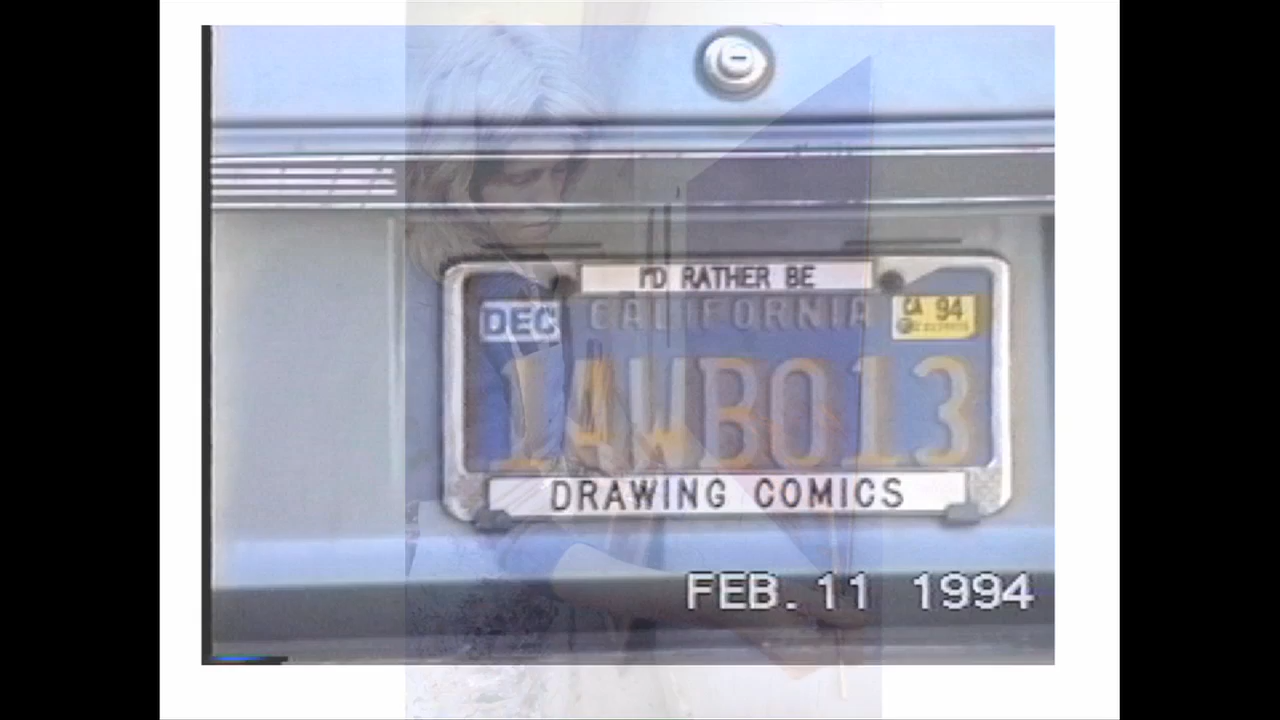 I'D RATHER BE
DEC
CALIFORNIA
CA 94
1AWB013
DRAWING COMICS
FEB. 11 1994